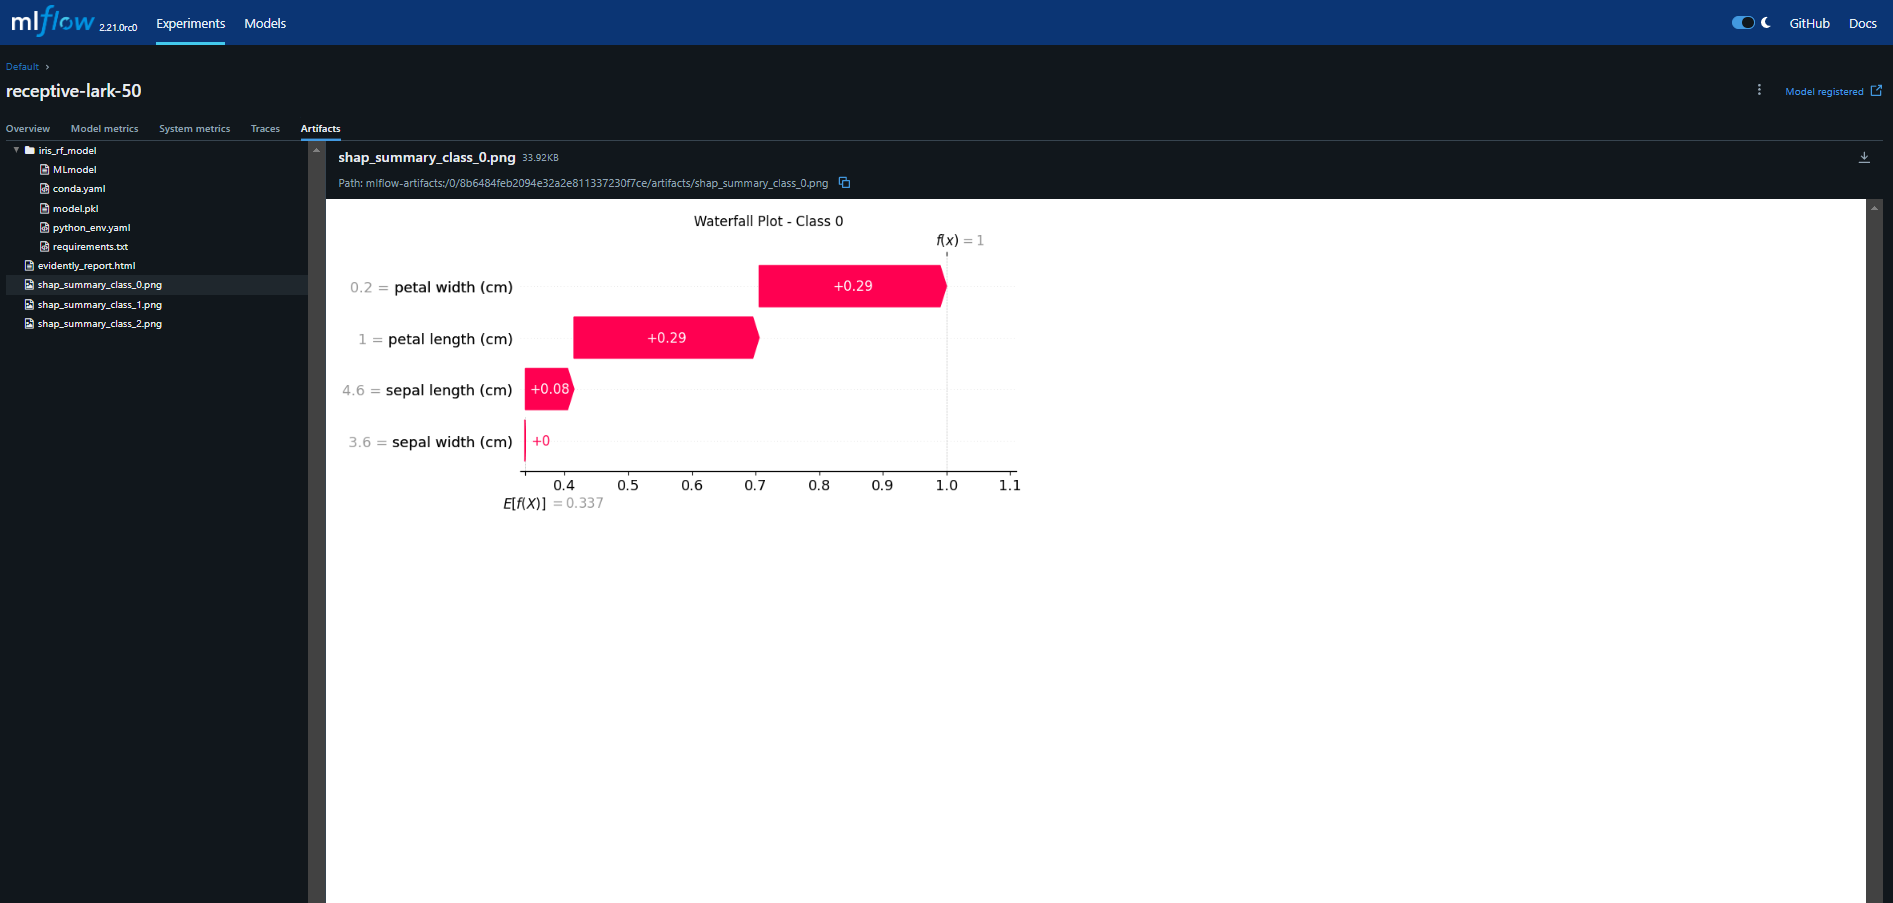 mlflow 2.21.0rc0 Experiments Models GitHub Docs
Default
receptive-lark-50
Model registered
Overview Model metrics System metrics Traces Artifacts
iris_rf_model
MLmodel
conda.yaml
model.pkl
python_env.yaml
requirements.txt
evidently_report.html
shap_summary_class_0.png
shap_summary_class_1.png
shap_summary_class_2.png
shap_summary_class_0.png 33.92KB
Path: mlflow-artifacts:/0/8b6484feb2094e32a2e811337230f7ce/artifacts/shap_summary_class_0.png
Waterfall Plot - Class 0
f(x) = 1
0.2 = petal width (cm) +0.29
1 = petal length (cm) +0.29
4.6 = sepal length (cm) +0.08
3.6 = sepal width (cm) +0
0.4 0.5 0.6 0.7 0.8 0.9 1.0 1.1
E[f(X)] = 0.337